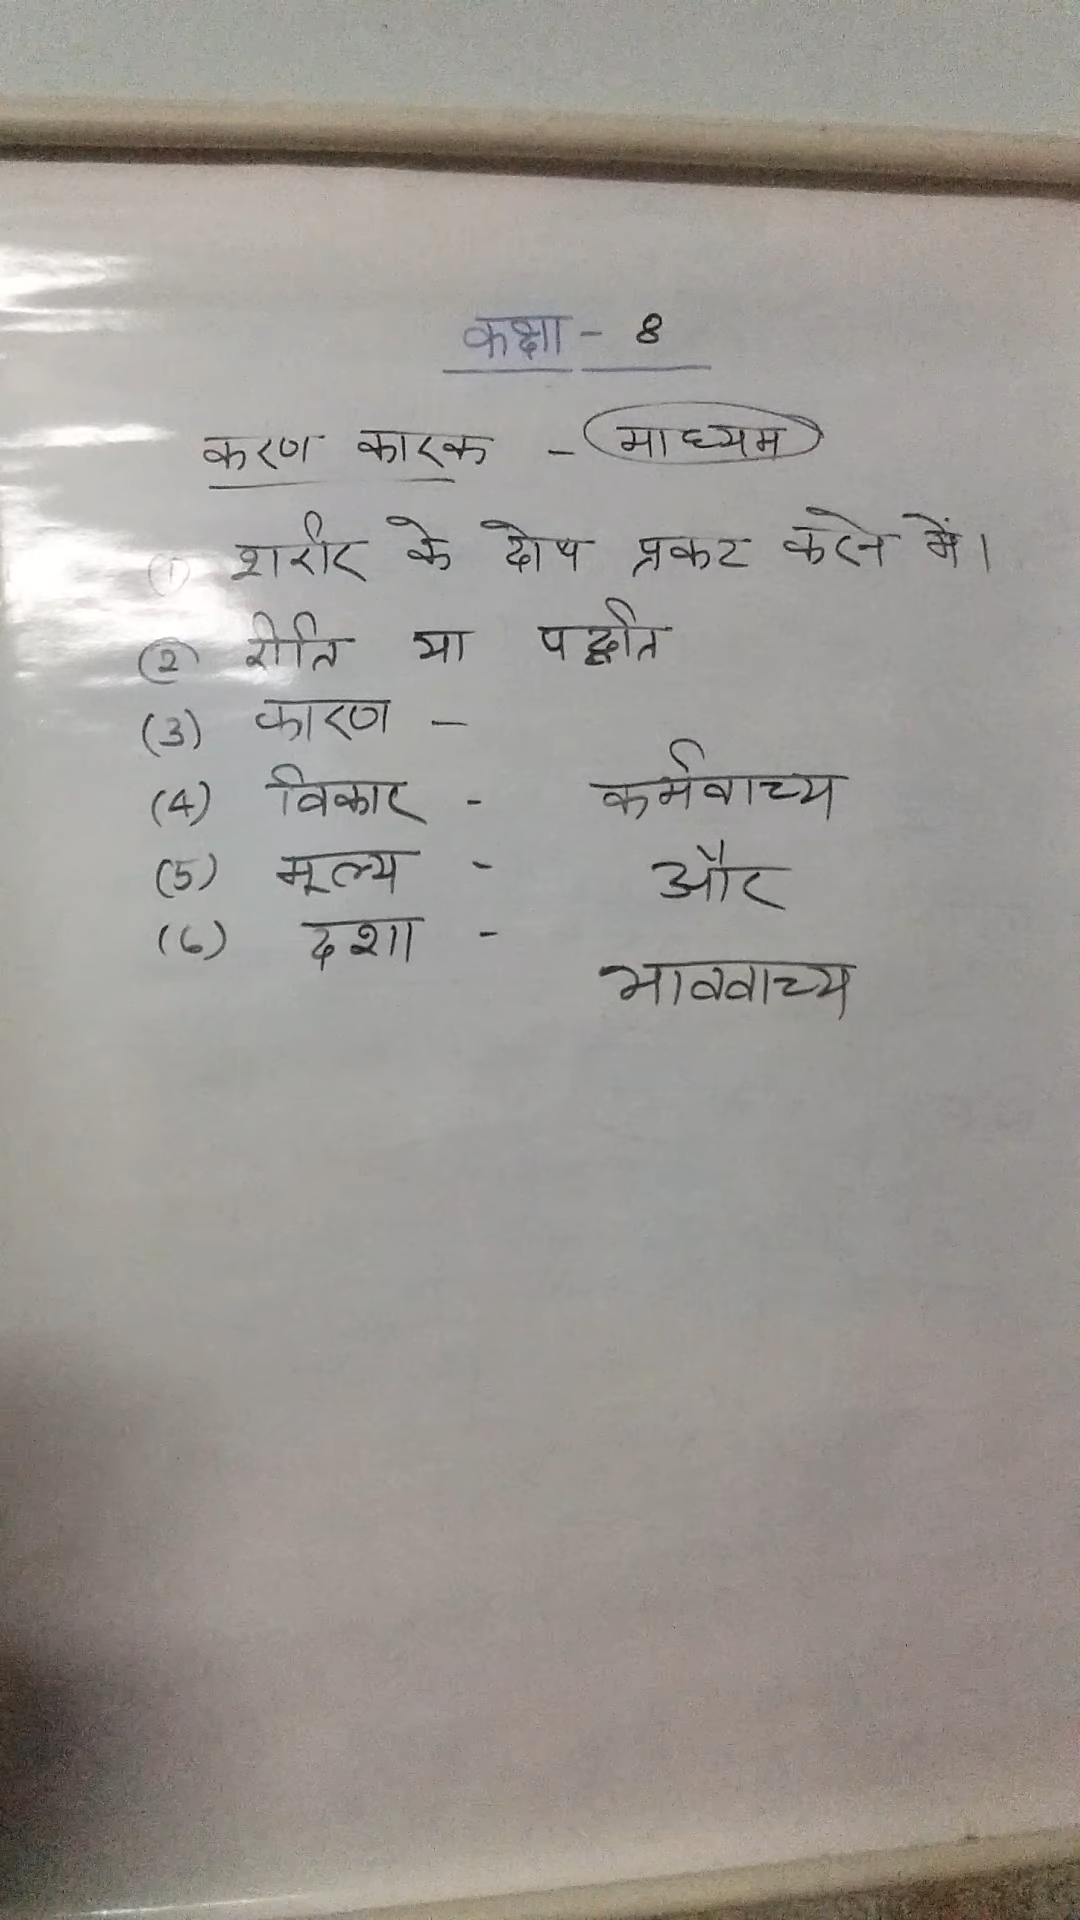 कक्षा - 8
करण कारक - माध्यम
(1) शरीर के दोष प्रकट करने में।
(2) रीति या पद्धति
(3) कारण -
(4) विकार - कर्मवाच्य
(5) मूल्य - और
(6) दशा -
भाववाच्य